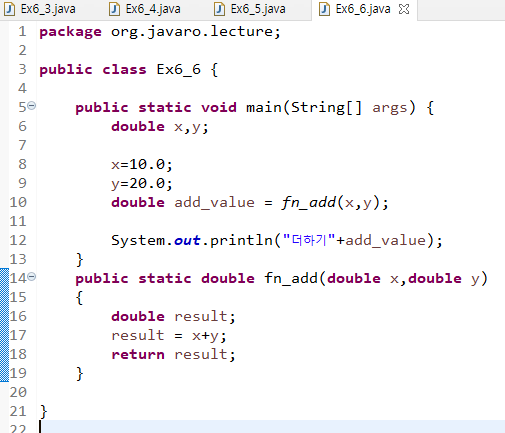 Ex6_3.java Ex6_4.java Ex6_5.java Ex6_6.java
1 package org.javaro.lecture;
2
3 public class Ex6_6 {
4
5 public static void main(String[] args) {
6 double x,y;
7
8 x=10.0;
9 y=20.0;
10 double add_value = fn_add(x,y);
11
12 System.out.println("더하기"+add_value);
13 }
14 public static double fn_add(double x,double y)
15 {
16 double result;
17 result = x+y;
18 return result;
19 }
20
21 }
22